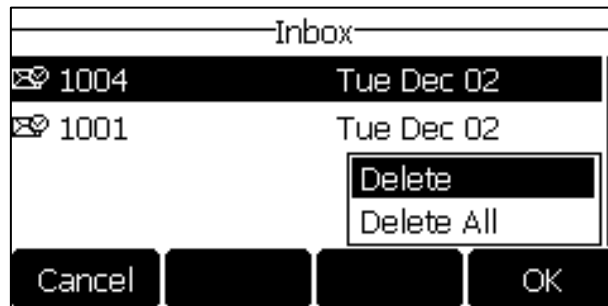 Inbox
1004 Tue Dec 02
1001 Tue Dec 02
Delete
Delete All
Cancel OK